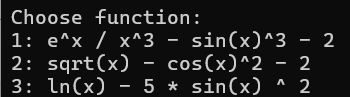 Choose function:
1: e^x / x^3 - sin(x)^3 - 2
2: sqrt(x) - cos(x)^2 - 2
3: ln(x) - 5 * sin(x) ^ 2